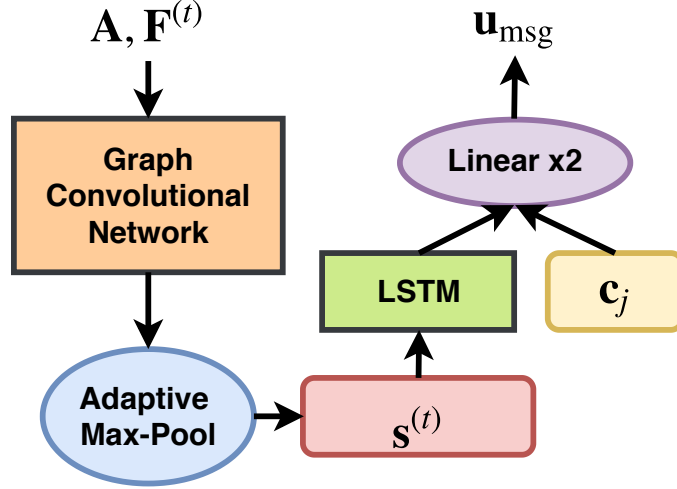 A, F^(t)
Graph
Convolutional
Network
Adaptive
Max-Pool
s^(t)
LSTM
c_j
Linear x2
u_msg